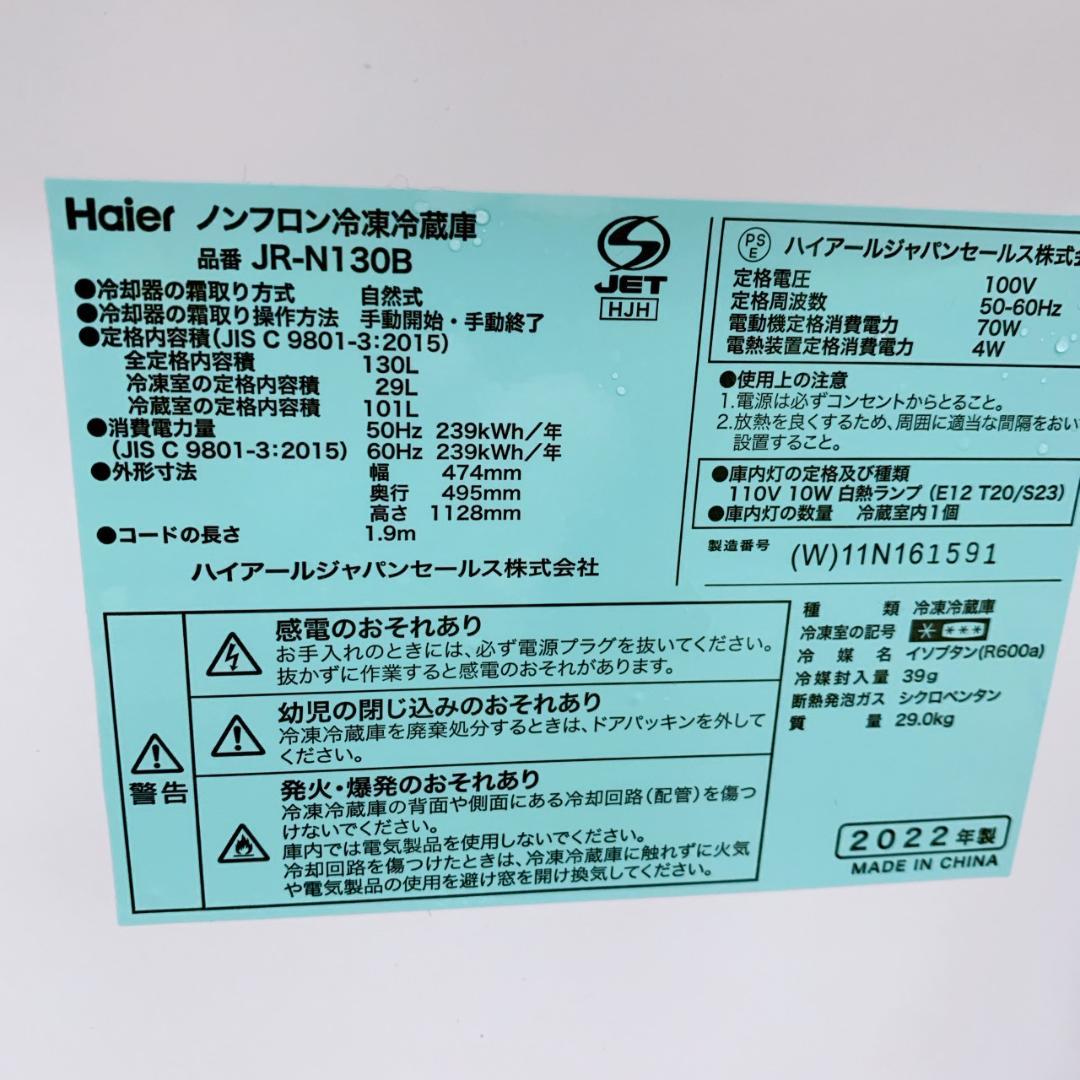 Haier ノンフロン冷凍冷蔵庫
品番 JR-N130B
●冷却器の霜取り方式 自然式
●冷却器の霜取り操作方法 手動開始・手動終了
●定格内容積(JIS C 9801-3:2015)
全定格内容積 130L
冷凍室の定格内容積 29L
冷蔵室の定格内容積 101L
●消費電力量 50Hz 239kWh/年
(JIS C 9801-3:2015) 60Hz 239kWh/年
●外形寸法 幅 474mm
奥行 495mm
高さ 1128mm
●コードの長さ 1.9m
ハイアールジャパンセールス株式会社
JET
HJH
PS
E
ハイアールジャパンセールス株式会
定格電圧 100V
定格周波数 50-60Hz
電動機定格消費電力 70W
電熱装置定格消費電力 4W
●使用上の注意
1.電源は必ずコンセントからとること。
2.放熱を良くするため、周囲に適当な間隔をおい
設置すること。
●庫内灯の定格及び種類
110V 10W 白熱ランプ (E12 T20/S23)
●庫内灯の数量 冷蔵室内1個
製造番号 (W)11N161591
警告
感電のおそれあり
お手入れのときには、必ず電源プラグを抜いてください。
抜かずに作業すると感電のおそれがあります。
幼児の閉じ込みのおそれあり
冷凍冷蔵庫を廃棄処分するときは、ドアパッキンを外して
ください。
発火・爆発のおそれあり
冷凍冷蔵庫の背面や側面にある冷却回路(配管)を傷つ
けないでください。
庫内では電気製品を使用しないでください。
冷却回路を傷つけたときは、冷凍冷蔵庫に触れずに火気
や電気製品の使用を避け窓を開け換気してください。
種類 冷凍冷蔵庫
冷凍室の記号 * ***
冷媒名 イソブタン(R600a)
冷媒封入量 39g
断熱発泡ガス シクロペンタン
質量 29.0kg
2022年製
MADE IN CHINA